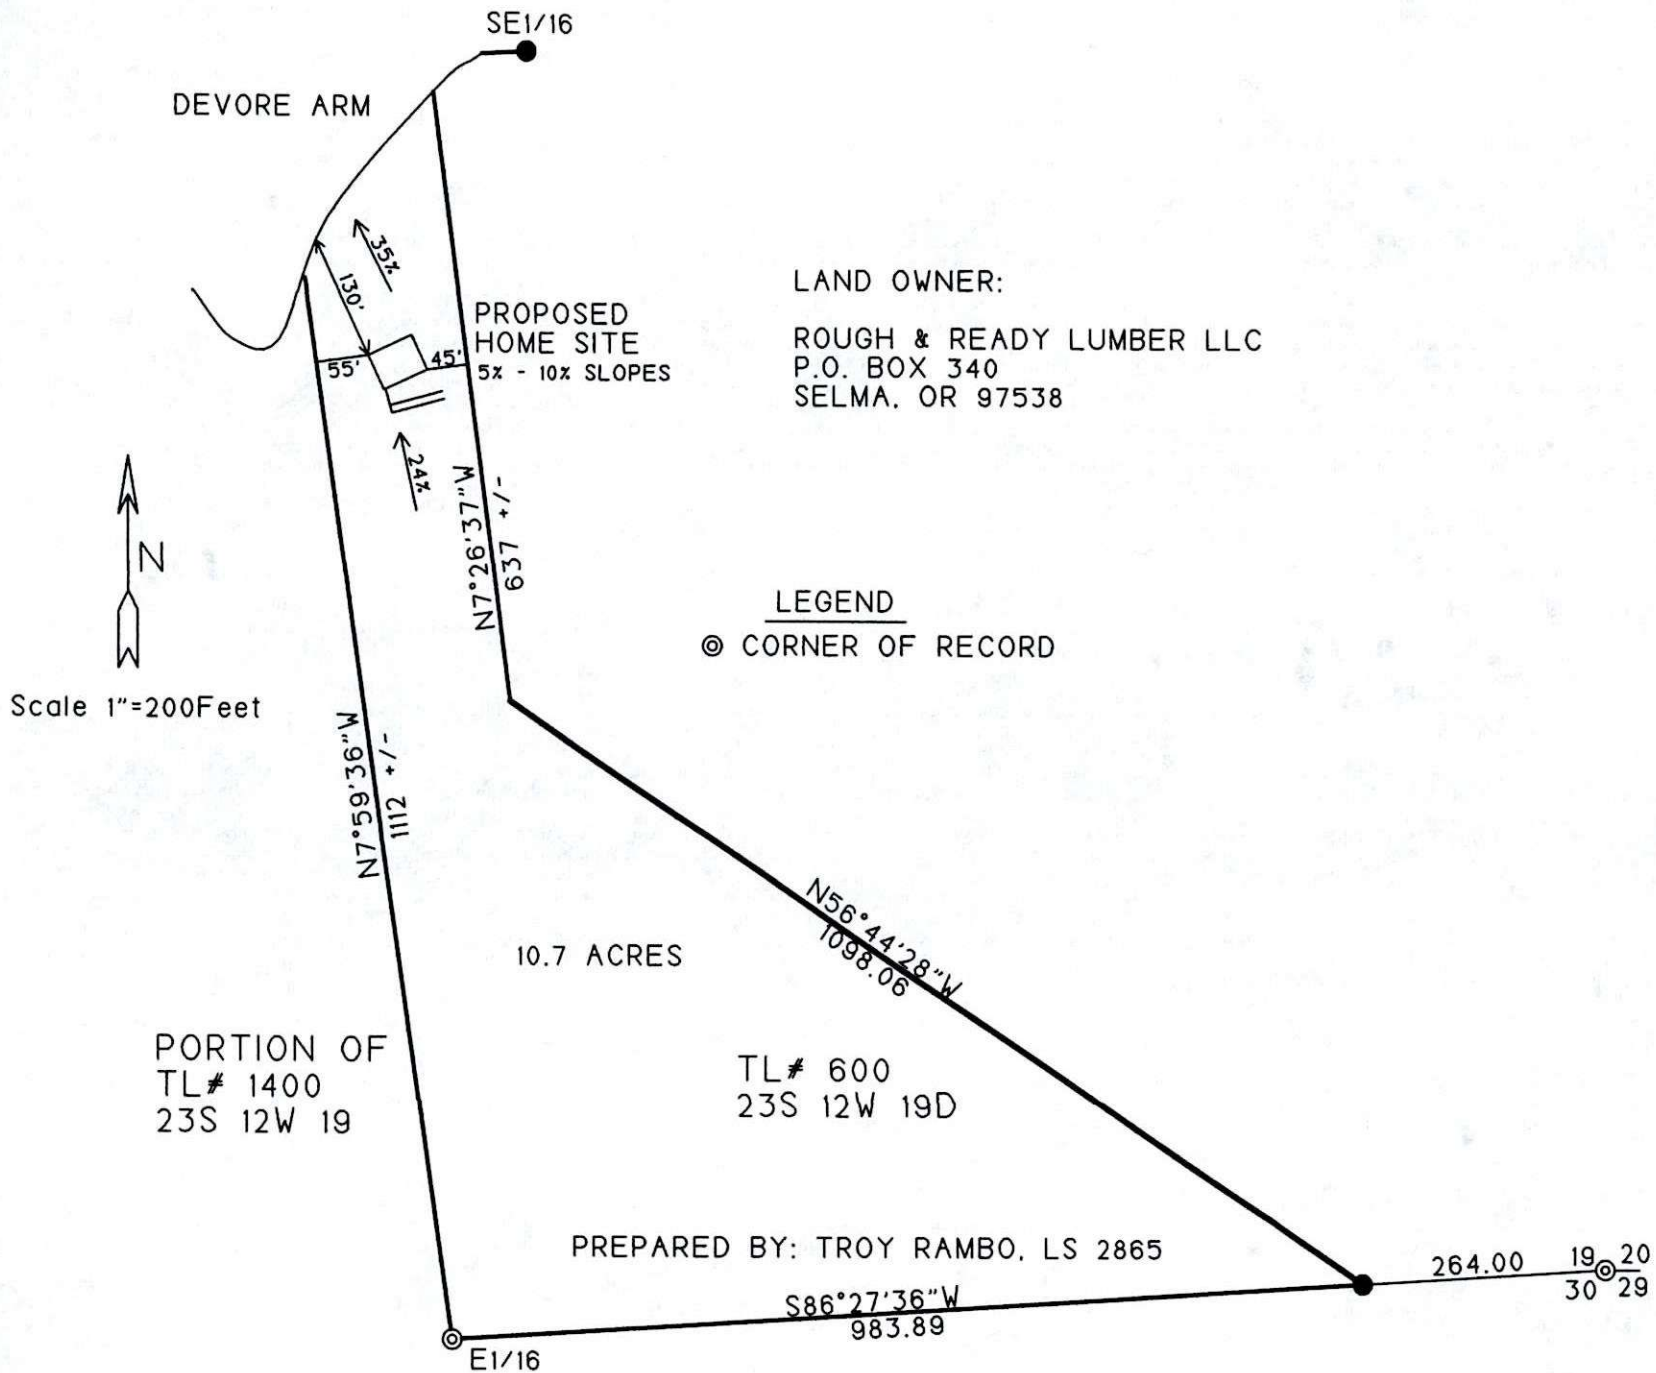 SE1/16
DEVORE ARM
35%
130'
PROPOSED
HOME SITE
5% - 10% SLOPES
55'
45'
24%
LAND OWNER:
ROUGH & READY LUMBER LLC
P.O. BOX 340
SELMA, OR 97538
N
Scale 1"=200Feet
N7°26'37"W
637 +/-
LEGEND
◎ CORNER OF RECORD
N7°59'36"W
1112 +/-
N56°44'28"W
1098.06
10.7 ACRES
PORTION OF
TL# 1400
23S 12W 19
TL# 600
23S 12W 19D
PREPARED BY: TROY RAMBO, LS 2865
S86°27'36"W
983.89
264.00
19 20
30 29
E1/16